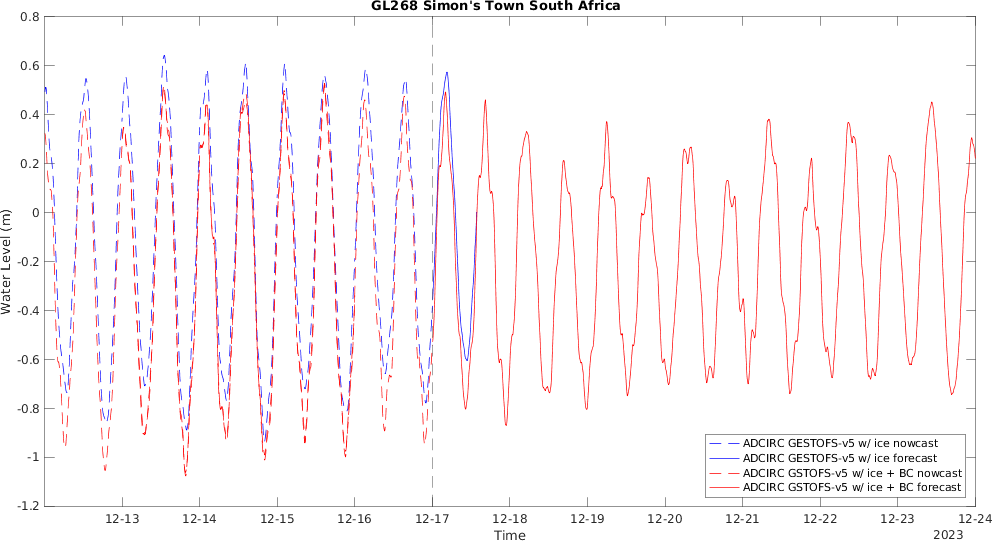 GL268 Simon's Town South Africa
0.8
0.6
0.4
0.2
0
-0.2
-0.4
-0.6
-0.8
-1
-1.2
Water Level (m)
ADCIRC GESTOFS-v5 w/ ice nowcast
ADCIRC GESTOFS-v5 w/ ice forecast
ADCIRC GSTOFS-v5 w/ ice + BC nowcast
ADCIRC GSTOFS-v5 w/ ice + BC forecast
12-13 12-14 12-15 12-16 12-17 12-18 12-19 12-20 12-21 12-22 12-23 12-24
Time
2023